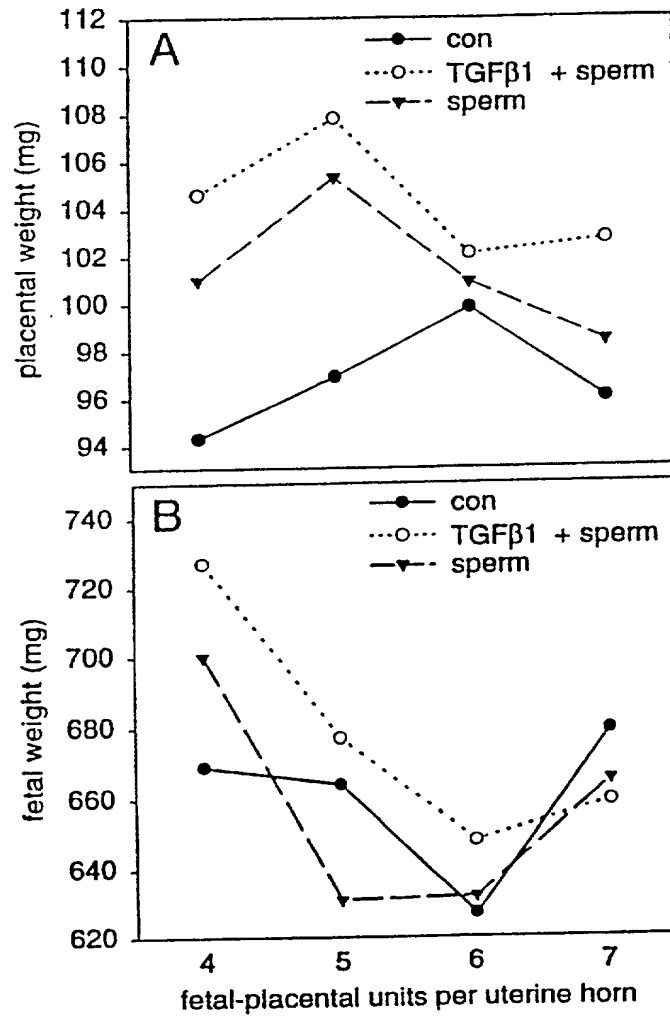 A
con
TGFβ1 + sperm
sperm
placental weight (mg)
112
110
108
106
104
102
100
98
96
94
B
con
TGFβ1 + sperm
sperm
fetal weight (mg)
740
720
700
680
660
640
620
4 5 6 7
fetal-placental units per uterine horn